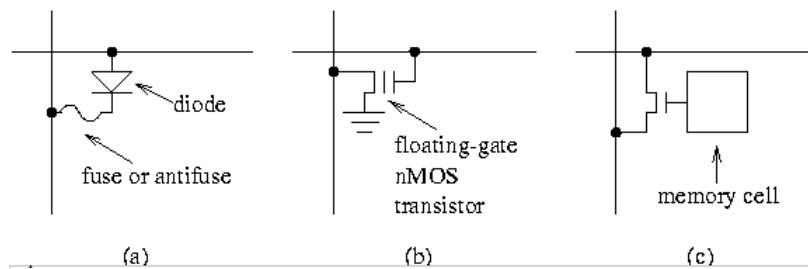 diode
fuse or antifuse
floating-gate
nMOS
transistor
memory cell
(a)
(b)
(c)